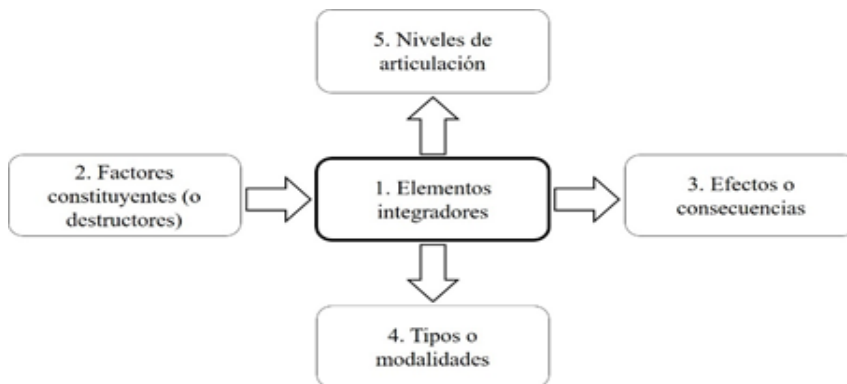 5. Niveles de
articulación
2. Factores
constituyentes (o
destructores)
1. Elementos
integradores
3. Efectos o
consecuencias
4. Tipos o
modalidades